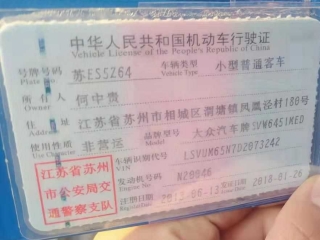 中华人民共和国机动车行驶证
Vehicle License of the People's Republic of China
号牌号码 苏ESSZ64 车辆类型 小型普通客车
Plate No. Vehicle Type
所有人 何中贵
Owner
住址 江苏省苏州市相城区渭塘镇凤凰泾村180号
Address
使用性质 非营运 品牌型号 大众汽车牌SVW6451MED
Use Character Model
江苏省苏州市公安局交通警察支队
车辆识别代号 LSVUM65N7D2073242
VIN
发动机号码 N20046
Engine No.
注册日期 2013-06-13 发证日期 2018-01-26
Register Date Issue Date